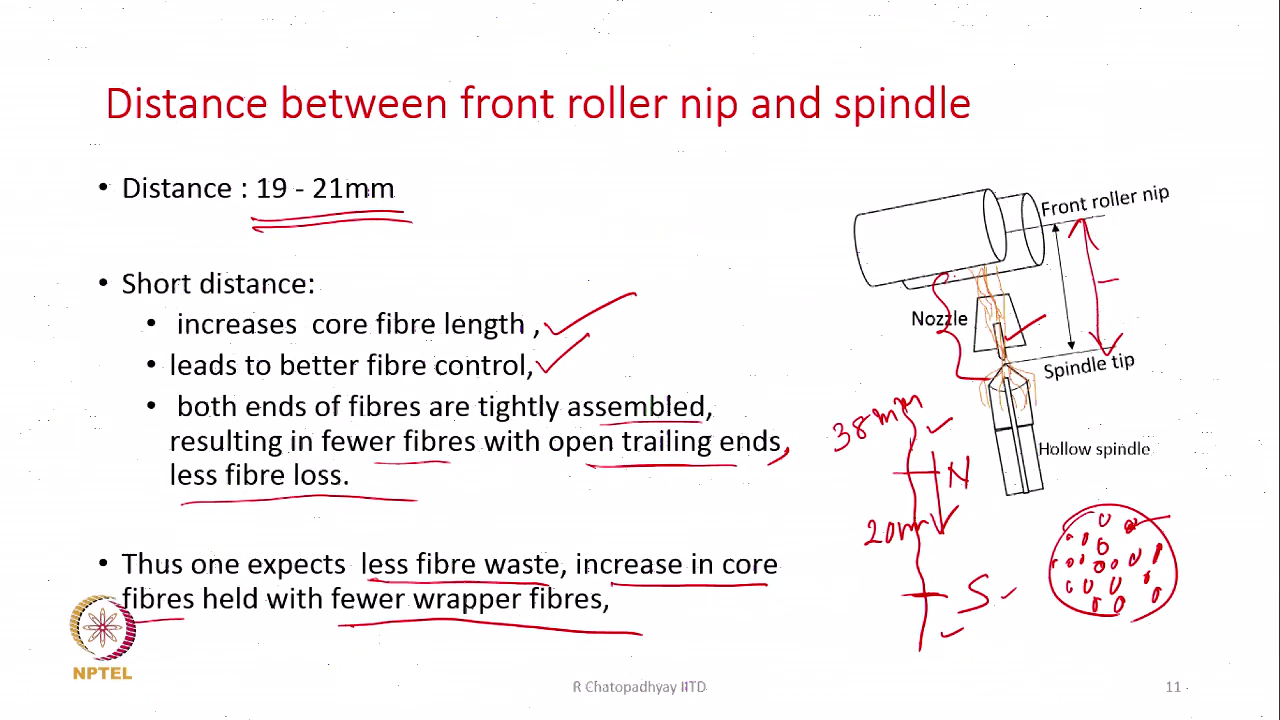 Distance between front roller nip and spindle
• Distance : 19 - 21mm
• Short distance:
• increases core fibre length ,
• leads to better fibre control,
• both ends of fibres are tightly assembled,
resulting in fewer fibres with open trailing ends,
less fibre loss.
• Thus one expects less fibre waste, increase in core
fibres held with fewer wrapper fibres,
Front roller nip
Nozzle
Spindle tip
Hollow spindle
38mm
N
20mm
S
NPTEL
R Chatopadhyay IITD
11